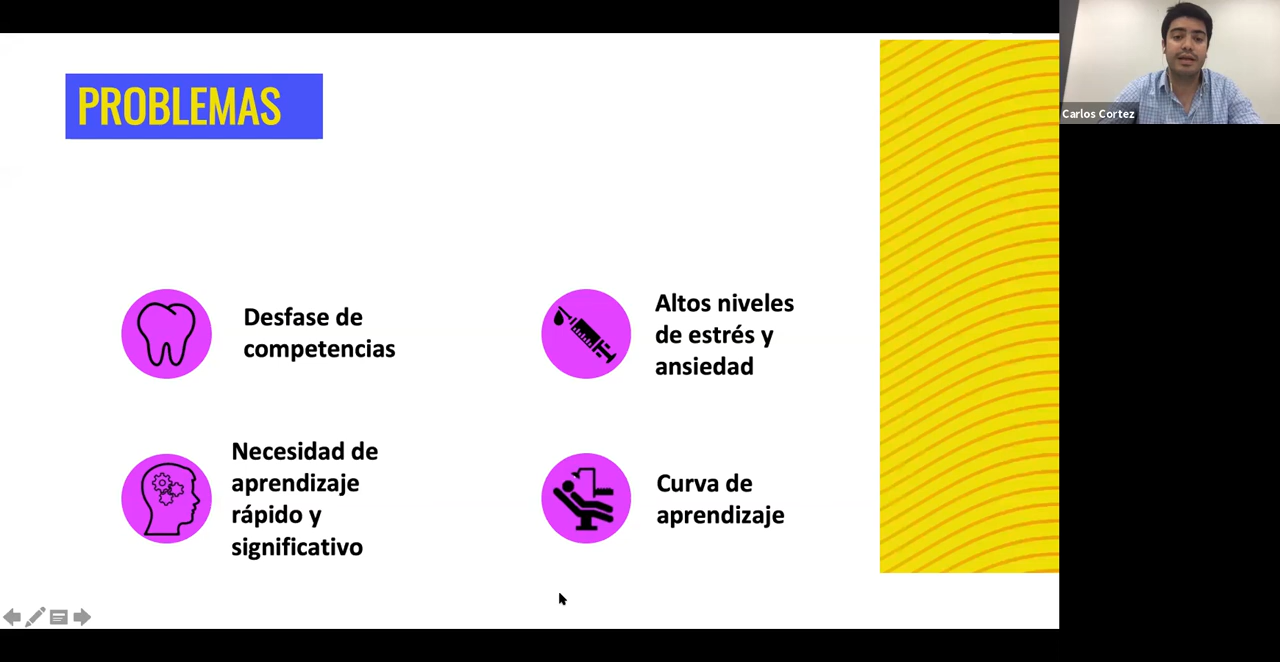 PROBLEMAS
Desfase de
competencias
Altos niveles
de estrés y
ansiedad
Necesidad de
aprendizaje
rápido y
significativo
Curva de
aprendizaje
Carlos Cortez